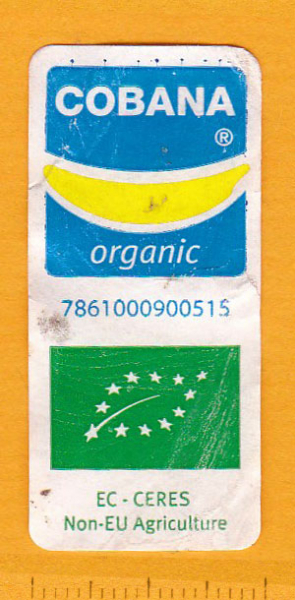 COBANA
®
organic
7861000900515
EC - CERES
Non-EU Agriculture